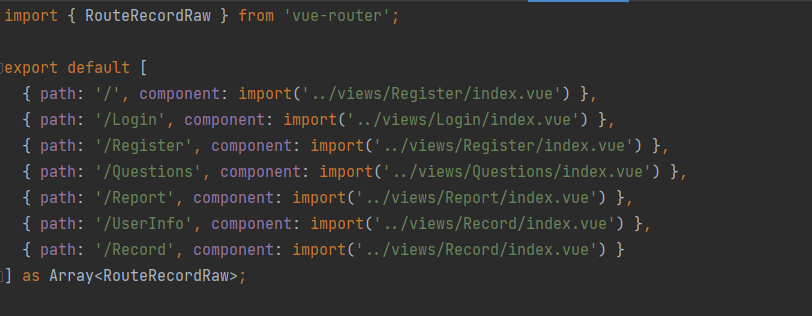 import { RouteRecordRaw } from 'vue-router';
export default [
{ path: '/', component: import('../views/Register/index.vue') },
{ path: '/Login', component: import('../views/Login/index.vue') },
{ path: '/Register', component: import('../views/Register/index.vue') },
{ path: '/Questions', component: import('../views/Questions/index.vue') },
{ path: '/Report', component: import('../views/Report/index.vue') },
{ path: '/UserInfo', component: import('../views/Record/index.vue') },
{ path: '/Record', component: import('../views/Record/index.vue') }
] as Array<RouteRecordRaw>;